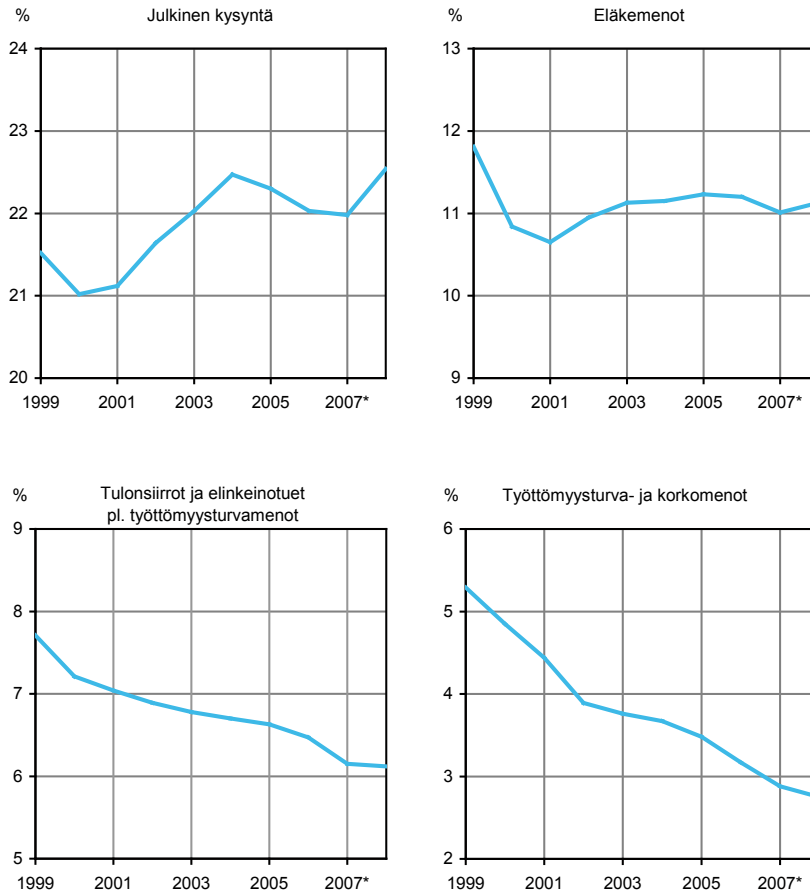 % Julkinen kysyntä
24
23
22
21
20
1999 2001 2003 2005 2007*
% Eläkemenot
13
12
11
10
9
1999 2001 2003 2005 2007*
% Tulonsiirrot ja elinkeinotuet
pl. työttömyysturvamenot
9
8
7
6
5
1999 2001 2003 2005 2007*
% Työttömyysturva- ja korkomenot
6
5
4
3
2
1999 2001 2003 2005 2007*